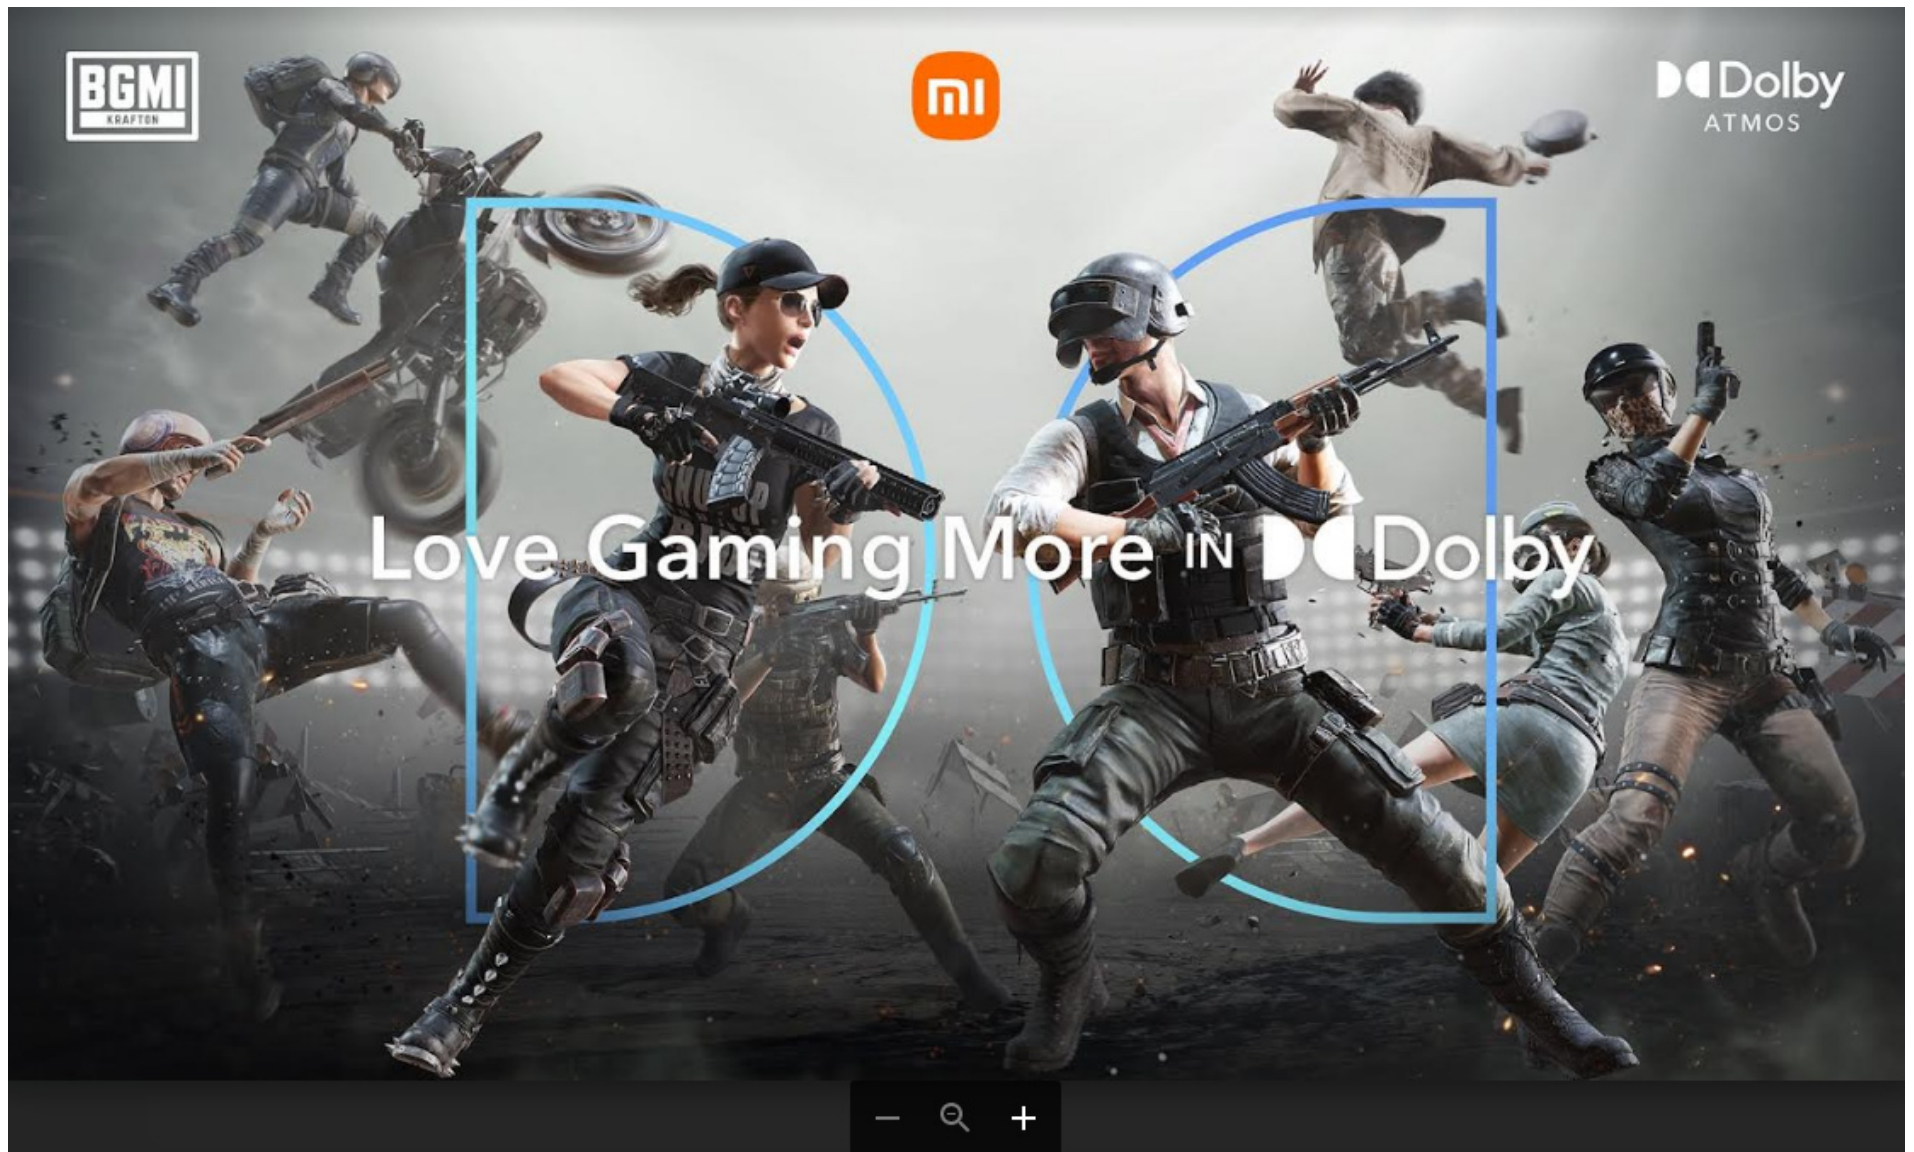 BGMI
KRAFTON
mi
Dolby
ATMOS
Love Gaming More IN Dolby